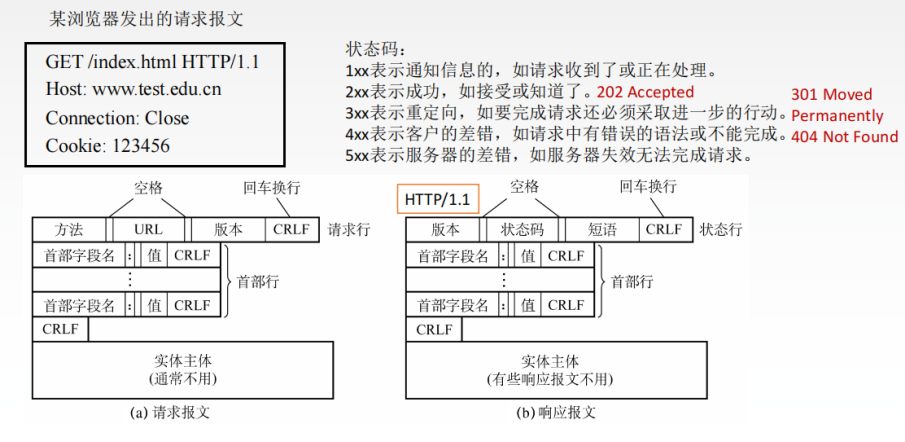 某浏览器发出的请求报文
GET /index.html HTTP/1.1
Host: www.test.edu.cn
Connection: Close
Cookie: 123456
状态码：
1xx表示通知信息的，如请求收到了或正在处理。
2xx表示成功，如接受或知道了。202 Accepted
3xx表示重定向，如要完成请求还必须采取进一步的行动。
301 Moved
Permanently
4xx表示客户的差错，如请求中有错误的语法或不能完成。
404 Not Found
5xx表示服务器的差错，如服务器失效无法完成请求。
空格 回车换行
方法 URL 版本 CRLF 请求行
首部字段名 : 值 CRLF
⋮ 首部行
首部字段名 : 值 CRLF
CRLF
实体主体
(通常不用)
(a) 请求报文
HTTP/1.1
空格 回车换行
版本 状态码 短语 CRLF 状态行
首部字段名 : 值 CRLF
⋮ 首部行
首部字段名 : 值 CRLF
CRLF
实体主体
(有些响应报文不用)
(b) 响应报文